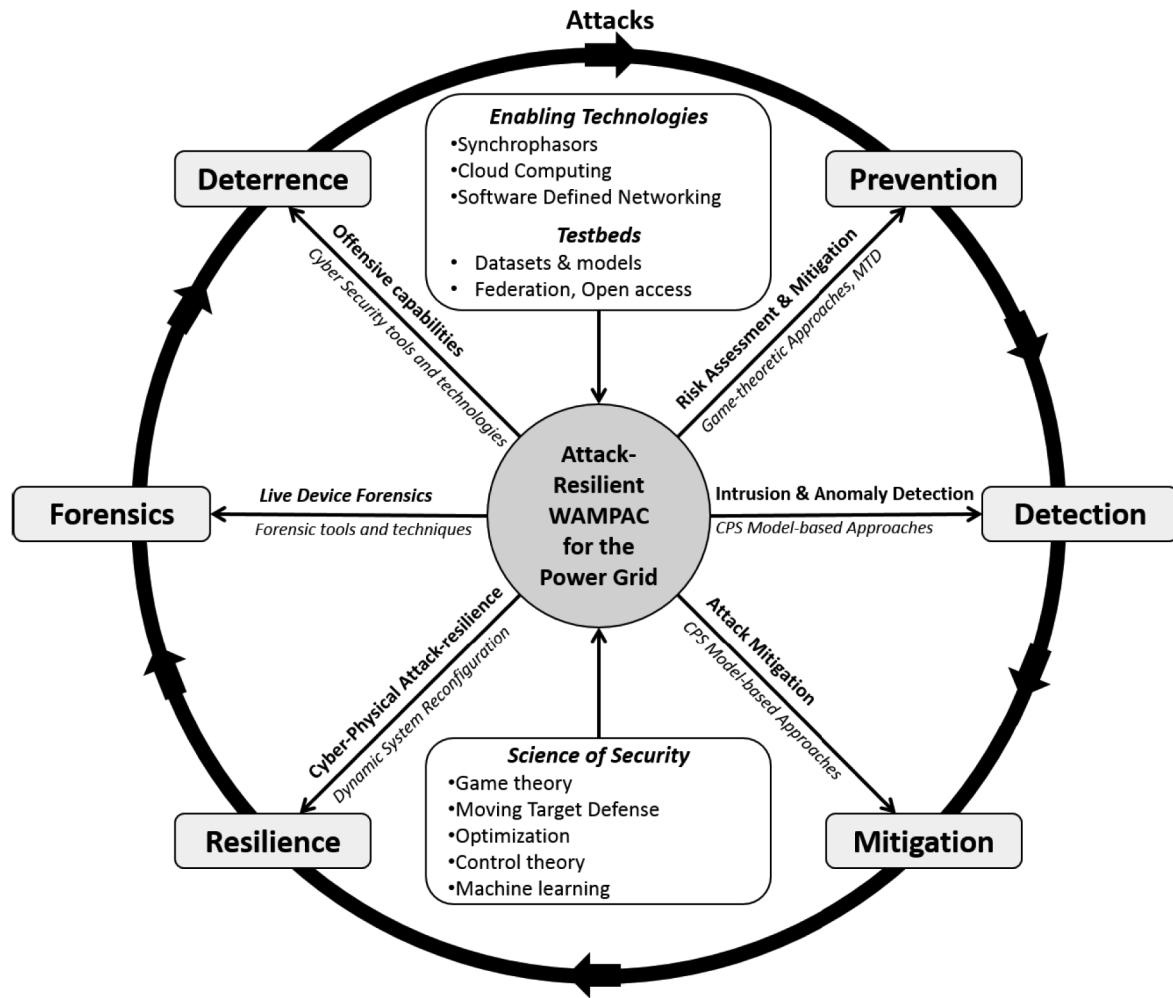 Attacks
Enabling Technologies
•Synchrophasors
•Cloud Computing
•Software Defined Networking
Testbeds
• Datasets & models
• Federation, Open access
Deterrence
Prevention
Offensive capabilities
Cyber Security tools and technologies
Risk Assessment & Mitigation
Game-theoretic Approaches, MTD
Attack-
Resilient
WAMPAC
for the
Power Grid
Forensics
Live Device Forensics
Forensic tools and techniques
Intrusion & Anomaly Detection
CPS Model-based Approaches
Detection
Cyber-Physical Attack-resilience
Dynamic System Reconfiguration
Attack Mitigation
CPS Model-based Approaches
Resilience
Mitigation
Science of Security
•Game theory
•Moving Target Defense
•Optimization
•Control theory
•Machine learning